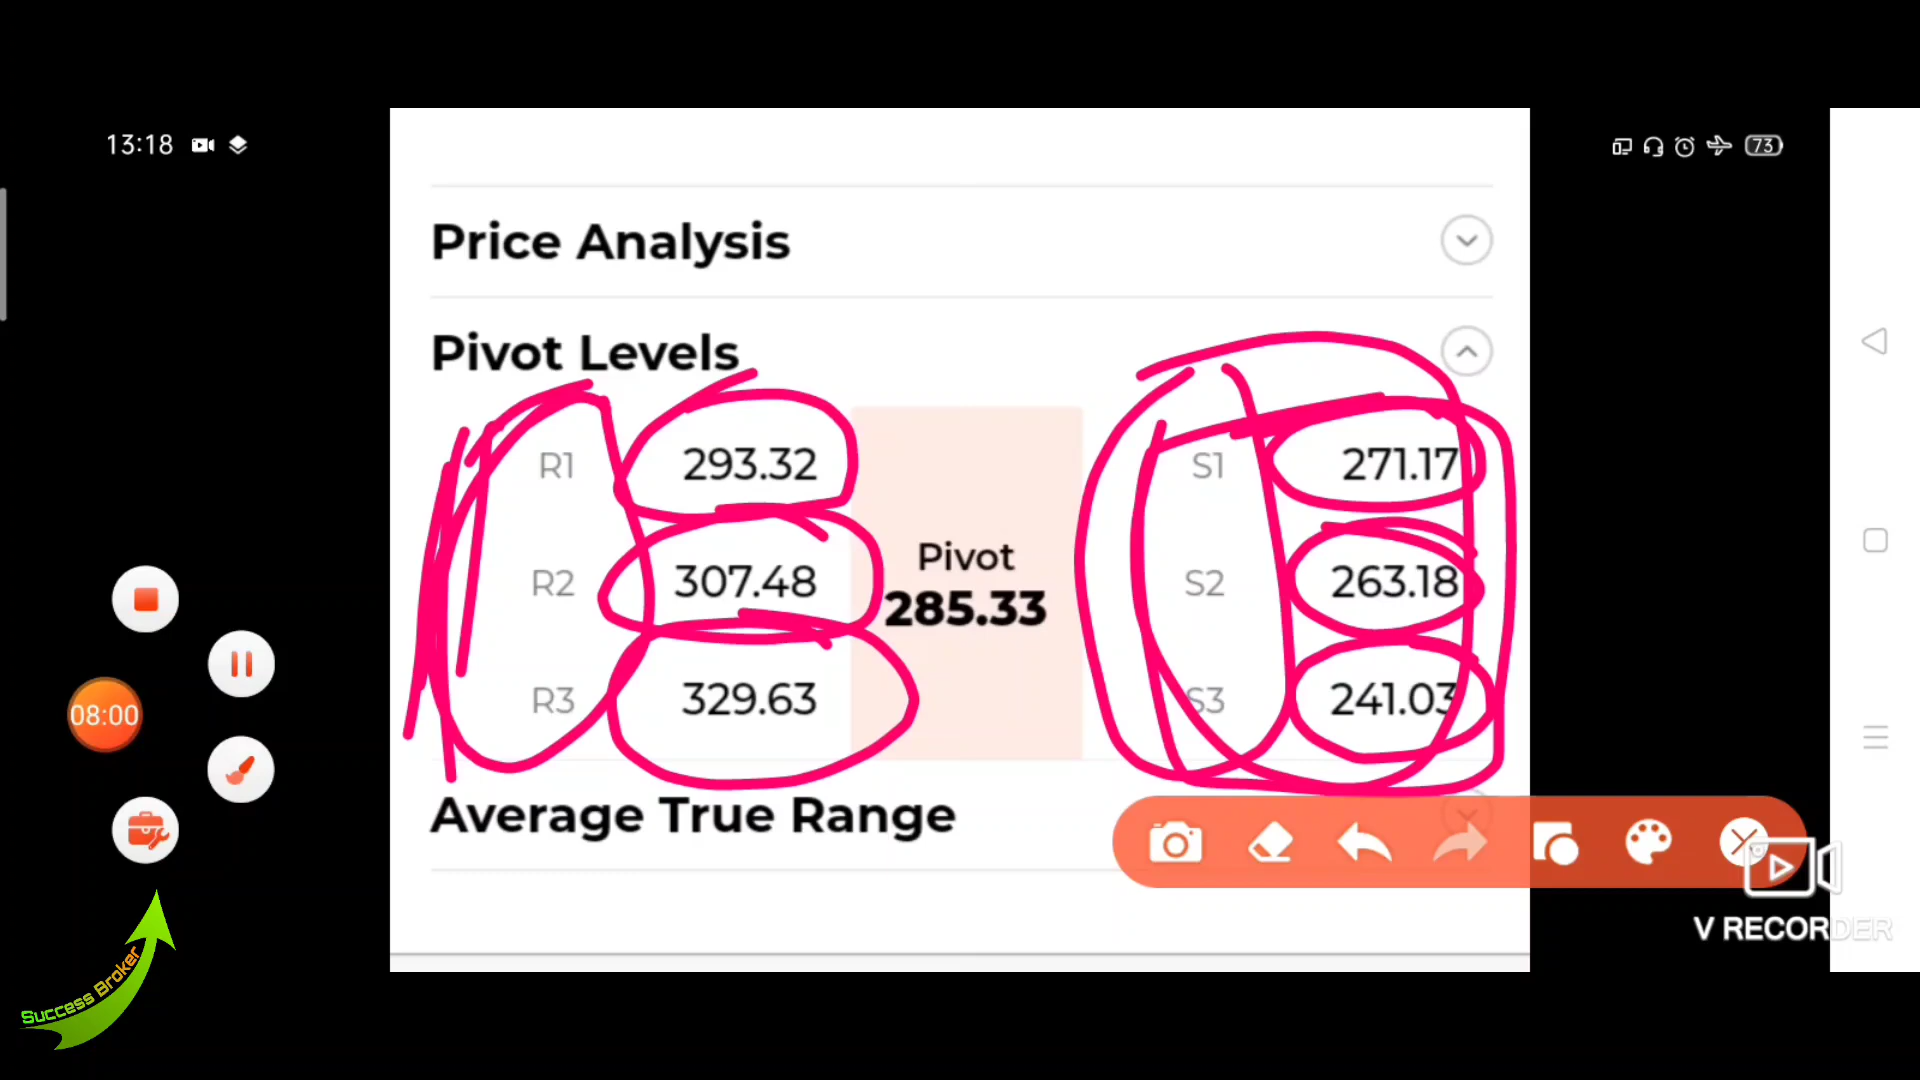 13:18
73
Price Analysis
Pivot Levels
R1 293.32 S1 271.17
R2 307.48 Pivot 285.33 S2 263.18
R3 329.63 S3 241.03
Average True Range
08:00
V RECORDER
Success Broker